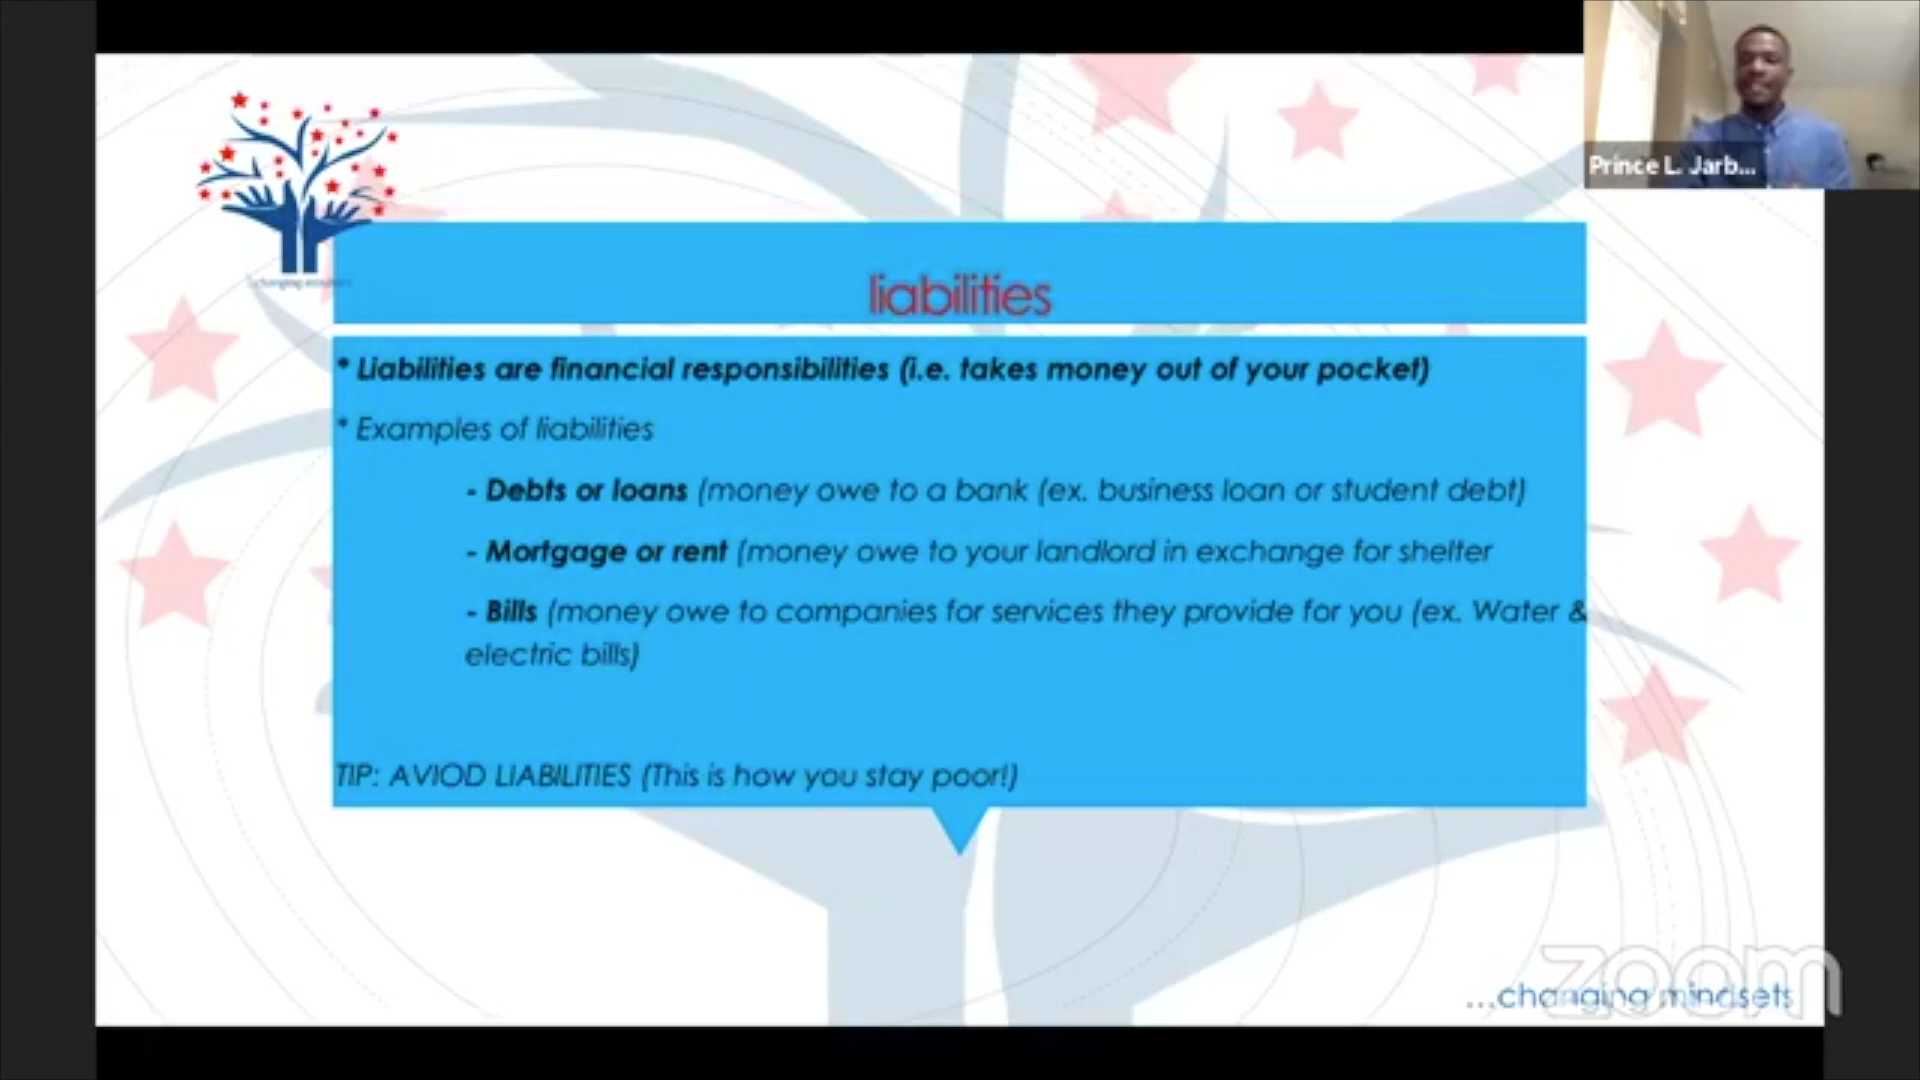 Prince L. Jarb...
liabilities
* Liabilities are financial responsibilities (i.e. takes money out of your pocket)
* Examples of liabilities
- Debts or loans (money owe to a bank (ex. business loan or student debt)
- Mortgage or rent (money owe to your landlord in exchange for shelter
- Bills (money owe to companies for services they provide for you (ex. Water &
electric bills)
TIP: AVIOD LIABILITIES (This is how you stay poor!)
zoom
...changing mindsets